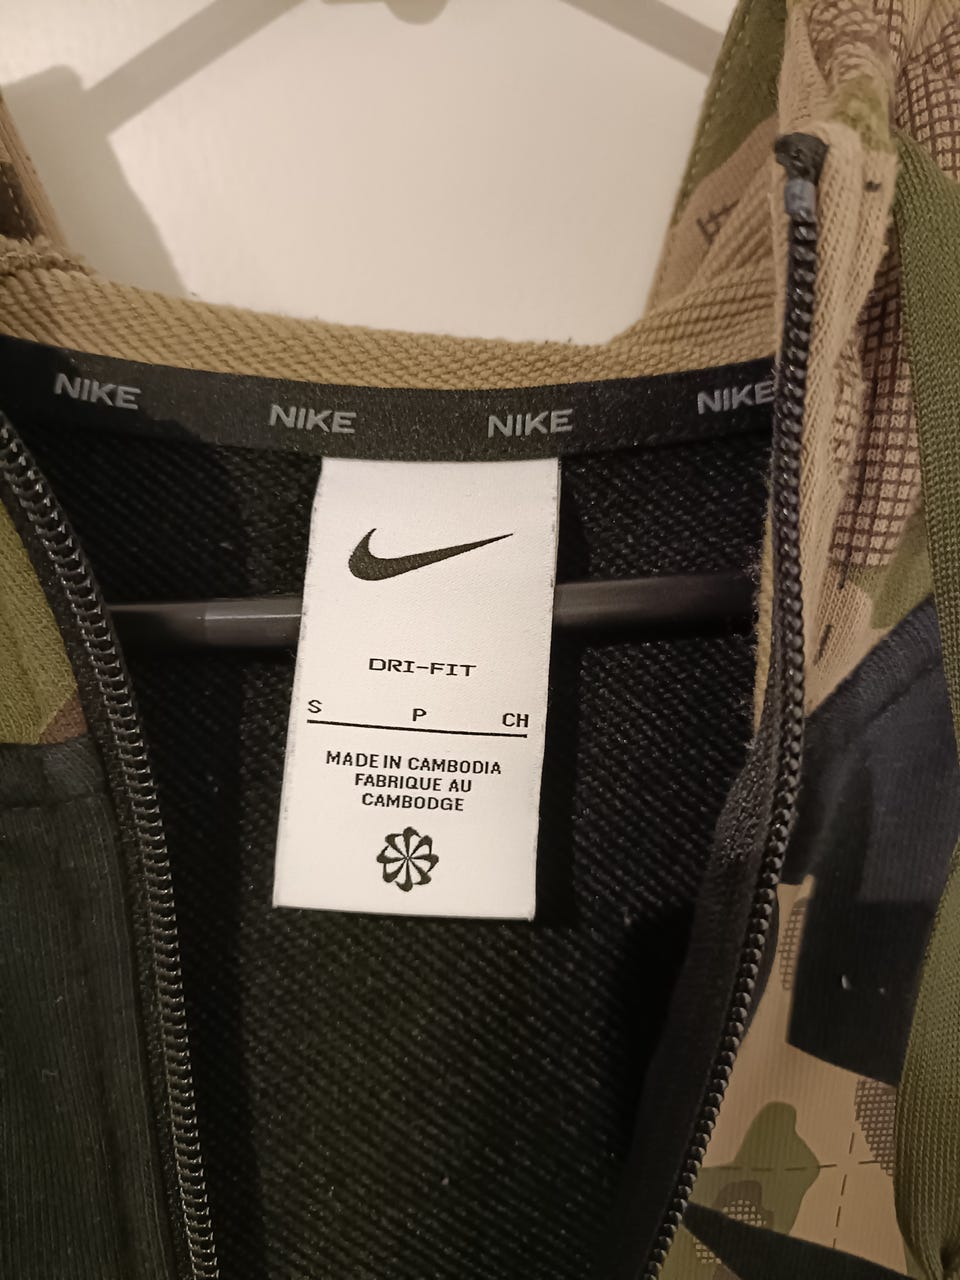 NIKE NIKE NIKE NIKE
DRI-FIT
S P CH
MADE IN CAMBODIA
FABRIQUE AU
CAMBODGE